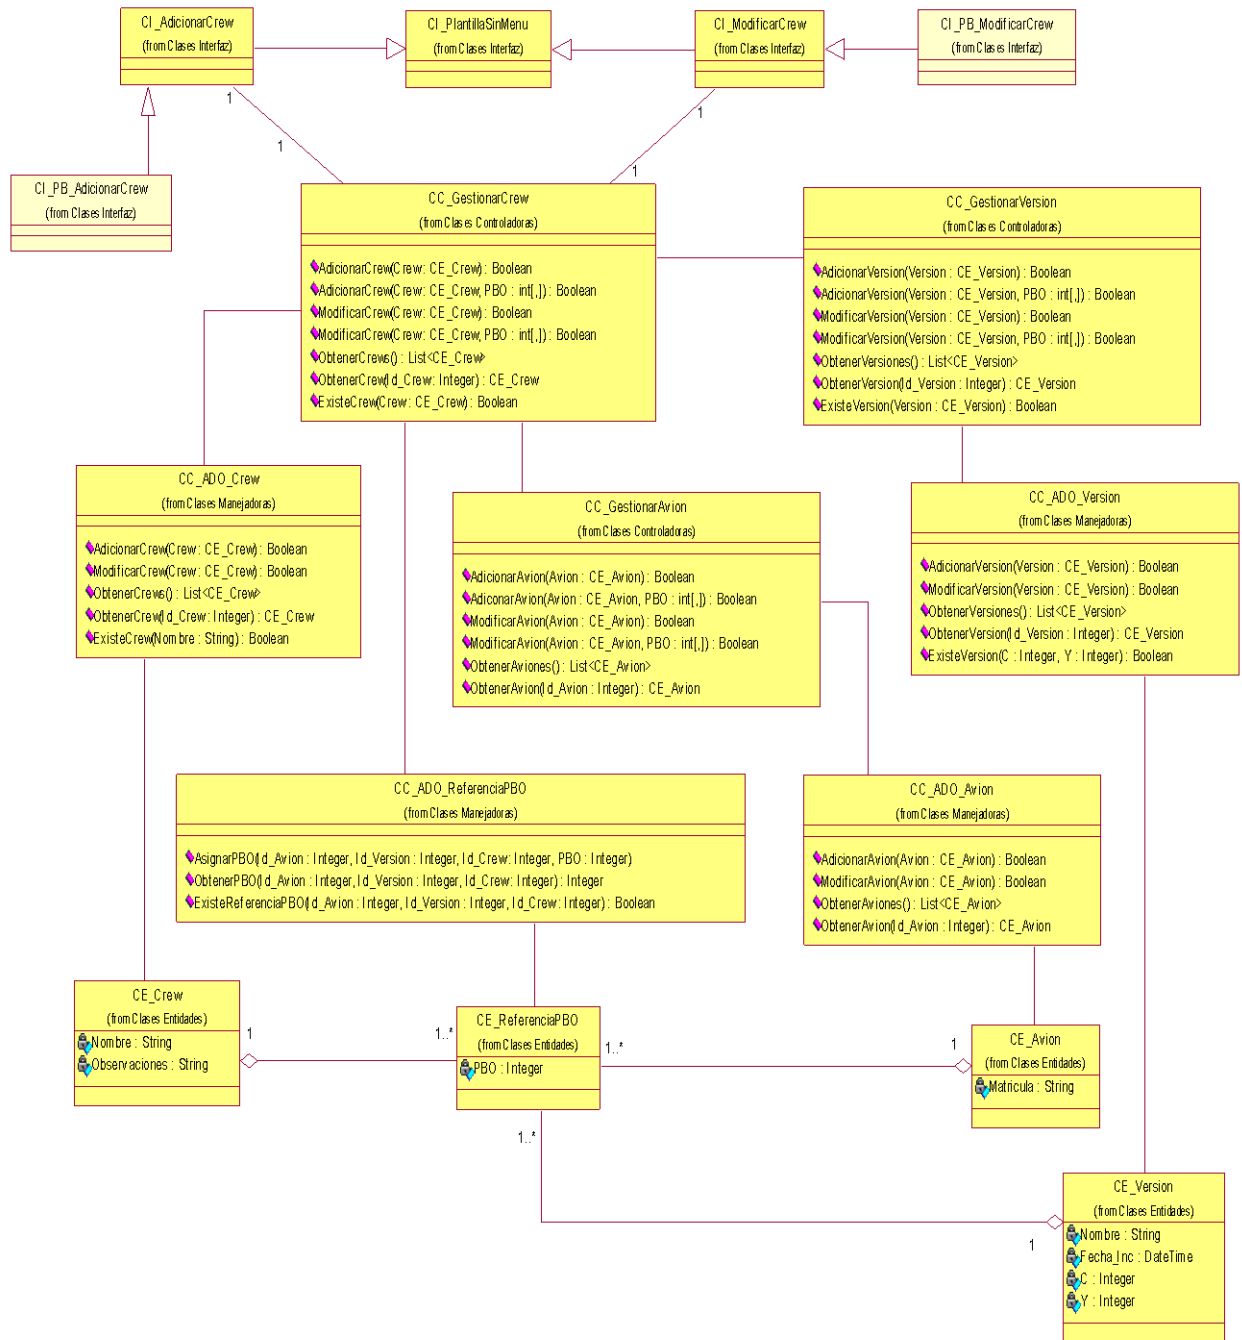 CI_AdicionarCrew
(from Clases Interfaz)
CI_PlantillaSinMenu
(from Clases Interfaz)
CI_ModificarCrew
(from Clases Interfaz)
CI_PB_ModificarCrew
(from Clases Interfaz)
1
1
1
1
CI_PB_AdicionarCrew
(from Clases Interfaz)
CC_GestionarCrew
(from Clases Controladoras)
AdicionarCrew(Crew : CE_Crew) : Boolean
AdicionarCrew(Crew : CE_Crew, PBO : int[,]) : Boolean
ModificarCrew(Crew : CE_Crew) : Boolean
ModificarCrew(Crew : CE_Crew, PBO : int[,]) : Boolean
ObtenerCrews() : List<CE_Crew>
ObtenerCrew(Id_Crew : Integer) : CE_Crew
ExisteCrew(Crew : CE_Crew) : Boolean
CC_GestionarVersion
(from Clases Controladoras)
AdicionarVersion(Version : CE_Version) : Boolean
AdicionarVersion(Version : CE_Version, PBO : int[,]) : Boolean
ModificarVersion(Version : CE_Version) : Boolean
ModificarVersion(Version : CE_Version, PBO : int[,]) : Boolean
ObtenerVersiones() : List<CE_Version>
ObtenerVersion(Id_Version : Integer) : CE_Version
ExisteVersion(Version : CE_Version) : Boolean
CC_ADO_Crew
(from Clases Manejadoras)
AdicionarCrew(Crew : CE_Crew) : Boolean
ModificarCrew(Crew : CE_Crew) : Boolean
ObtenerCrews() : List<CE_Crew>
ObtenerCrew(Id_Crew : Integer) : CE_Crew
ExisteCrew(Nombre : String) : Boolean
CC_GestionarAvion
(from Clases Controladoras)
AdicionarAvion(Avion : CE_Avion) : Boolean
AdiconarAvion(Avion : CE_Avion, PBO : int[,]) : Boolean
ModificarAvion(Avion : CE_Avion) : Boolean
ModificarAvion(Avion : CE_Avion, PBO : int[,]) : Boolean
ObtenerAviones() : List<CE_Avion>
ObtenerAvion(Id_Avion : Integer) : CE_Avion
CC_ADO_Version
(from Clases Manejadoras)
AdicionarVersion(Version : CE_Version) : Boolean
ModificarVersion(Version : CE_Version) : Boolean
ObtenerVersiones() : List<CE_Version>
ObtenerVersion(Id_Version : Integer) : CE_Version
ExisteVersion(C : Integer, Y : Integer) : Boolean
CC_ADO_ReferenciaPBO
(from Clases Manejadoras)
AsignarPBO(Id_Avion : Integer, Id_Version : Integer, Id_Crew : Integer, PBO : Integer)
ObtenerPBO(Id_Avion : Integer, Id_Version : Integer, Id_Crew : Integer) : Integer
ExisteReferenciaPBO(Id_Avion : Integer, Id_Version : Integer, Id_Crew : Integer) : Boolean
CC_ADO_Avion
(from Clases Manejadoras)
AdicionarAvion(Avion : CE_Avion) : Boolean
ModificarAvion(Avion : CE_Avion) : Boolean
ObtenerAviones() : List<CE_Avion>
ObtenerAvion(Id_Avion : Integer) : CE_Avion
CE_Crew
(from Clases Entidades)
Nombre : String
Observaciones : String
1
1..*
CE_ReferenciaPBO
(from Clases Entidades)
PBO : Integer
1..*
1
CE_Avion
(from Clases Entidades)
Matricula : String
1..*
1
CE_Version
(from Clases Entidades)
Nombre : String
Fecha_Inc : DateTime
C : Integer
Y : Integer